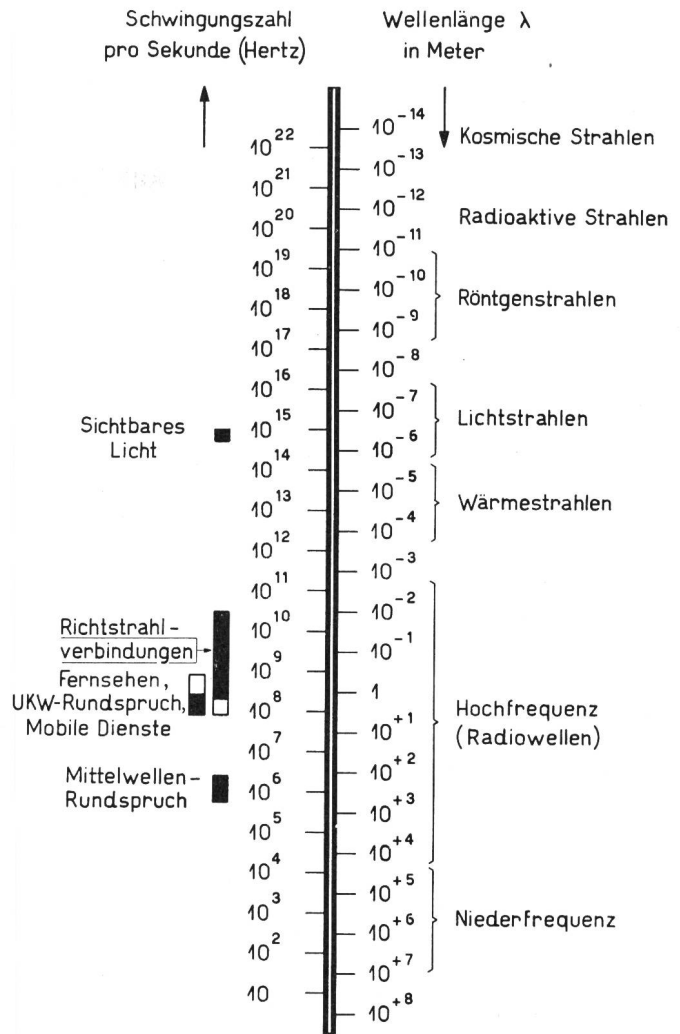 Schwingungszahl
pro Sekunde (Hertz)
Wellenlänge λ
in Meter
10²²
10²¹
10²⁰
10¹⁹
10¹⁸
10¹⁷
10¹⁶
10¹⁵
10¹⁴
10¹³
10¹²
10¹¹
10¹⁰
10⁹
10⁸
10⁷
10⁶
10⁵
10⁴
10³
10²
10
10⁻¹⁴
10⁻¹³
10⁻¹²
10⁻¹¹
10⁻¹⁰
10⁻⁹
10⁻⁸
10⁻⁷
10⁻⁶
10⁻⁵
10⁻⁴
10⁻³
10⁻²
10⁻¹
1
10⁺¹
10⁺²
10⁺³
10⁺⁴
10⁺⁵
10⁺⁶
10⁺⁷
10⁺⁸
Kosmische Strahlen
Radioaktive Strahlen
Röntgenstrahlen
Lichtstrahlen
Wärmestrahlen
Hochfrequenz
(Radiowellen)
Niederfrequenz
Sichtbares
Licht
Richtstrahl-
verbindungen
Fernsehen,
UKW-Rundspruch,
Mobile Dienste
Mittelwellen-
Rundspruch